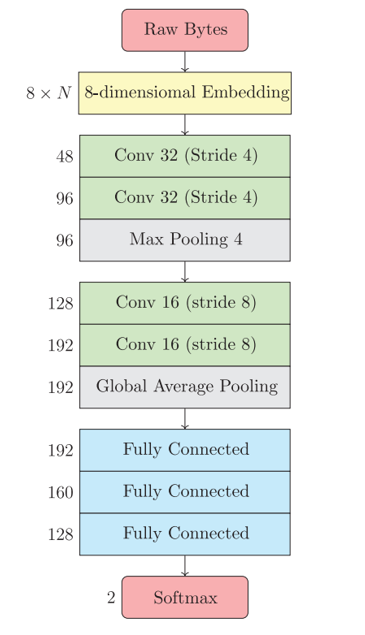 Raw Bytes
8 × N 8-dimensiomal Embedding
48 Conv 32 (Stride 4)
96 Conv 32 (Stride 4)
96 Max Pooling 4
128 Conv 16 (stride 8)
192 Conv 16 (stride 8)
192 Global Average Pooling
192 Fully Connected
160 Fully Connected
128 Fully Connected
2 Softmax